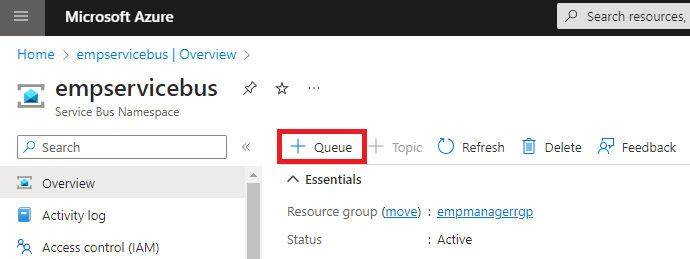 Microsoft Azure
Search resources,
Home > empservicebus | Overview >
empservicebus
Service Bus Namespace
Search
Queue
Topic
Refresh
Delete
Feedback
Overview
Essentials
Activity log
Resource group (move) : empmanagerrgp
Access control (IAM)
Status : Active